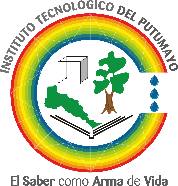 INSTITUTO TECNOLOGICO DEL PUTUMAYO
El Saber como Arma de Vida